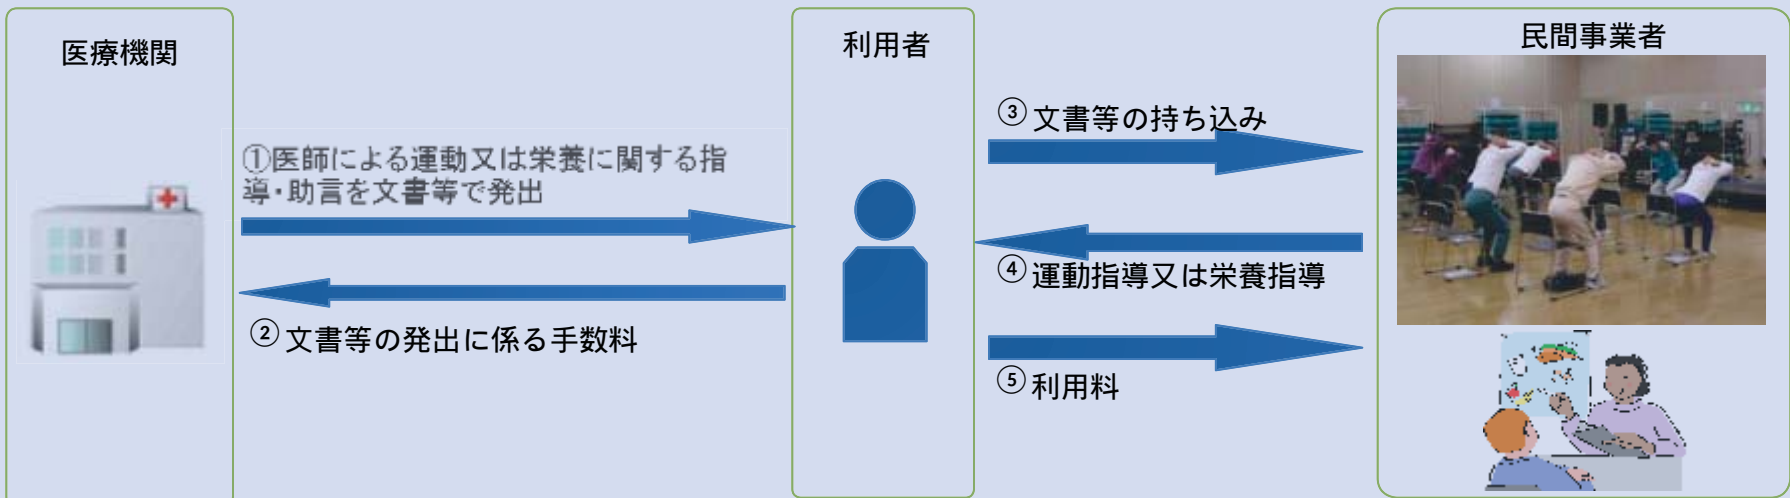 医療機関
①医師による運動又は栄養に関する指
導・助言を文書等で発出
②文書等の発出に係る手数料
利用者
③文書等の持ち込み
④運動指導又は栄養指導
⑤利用料
民間事業者